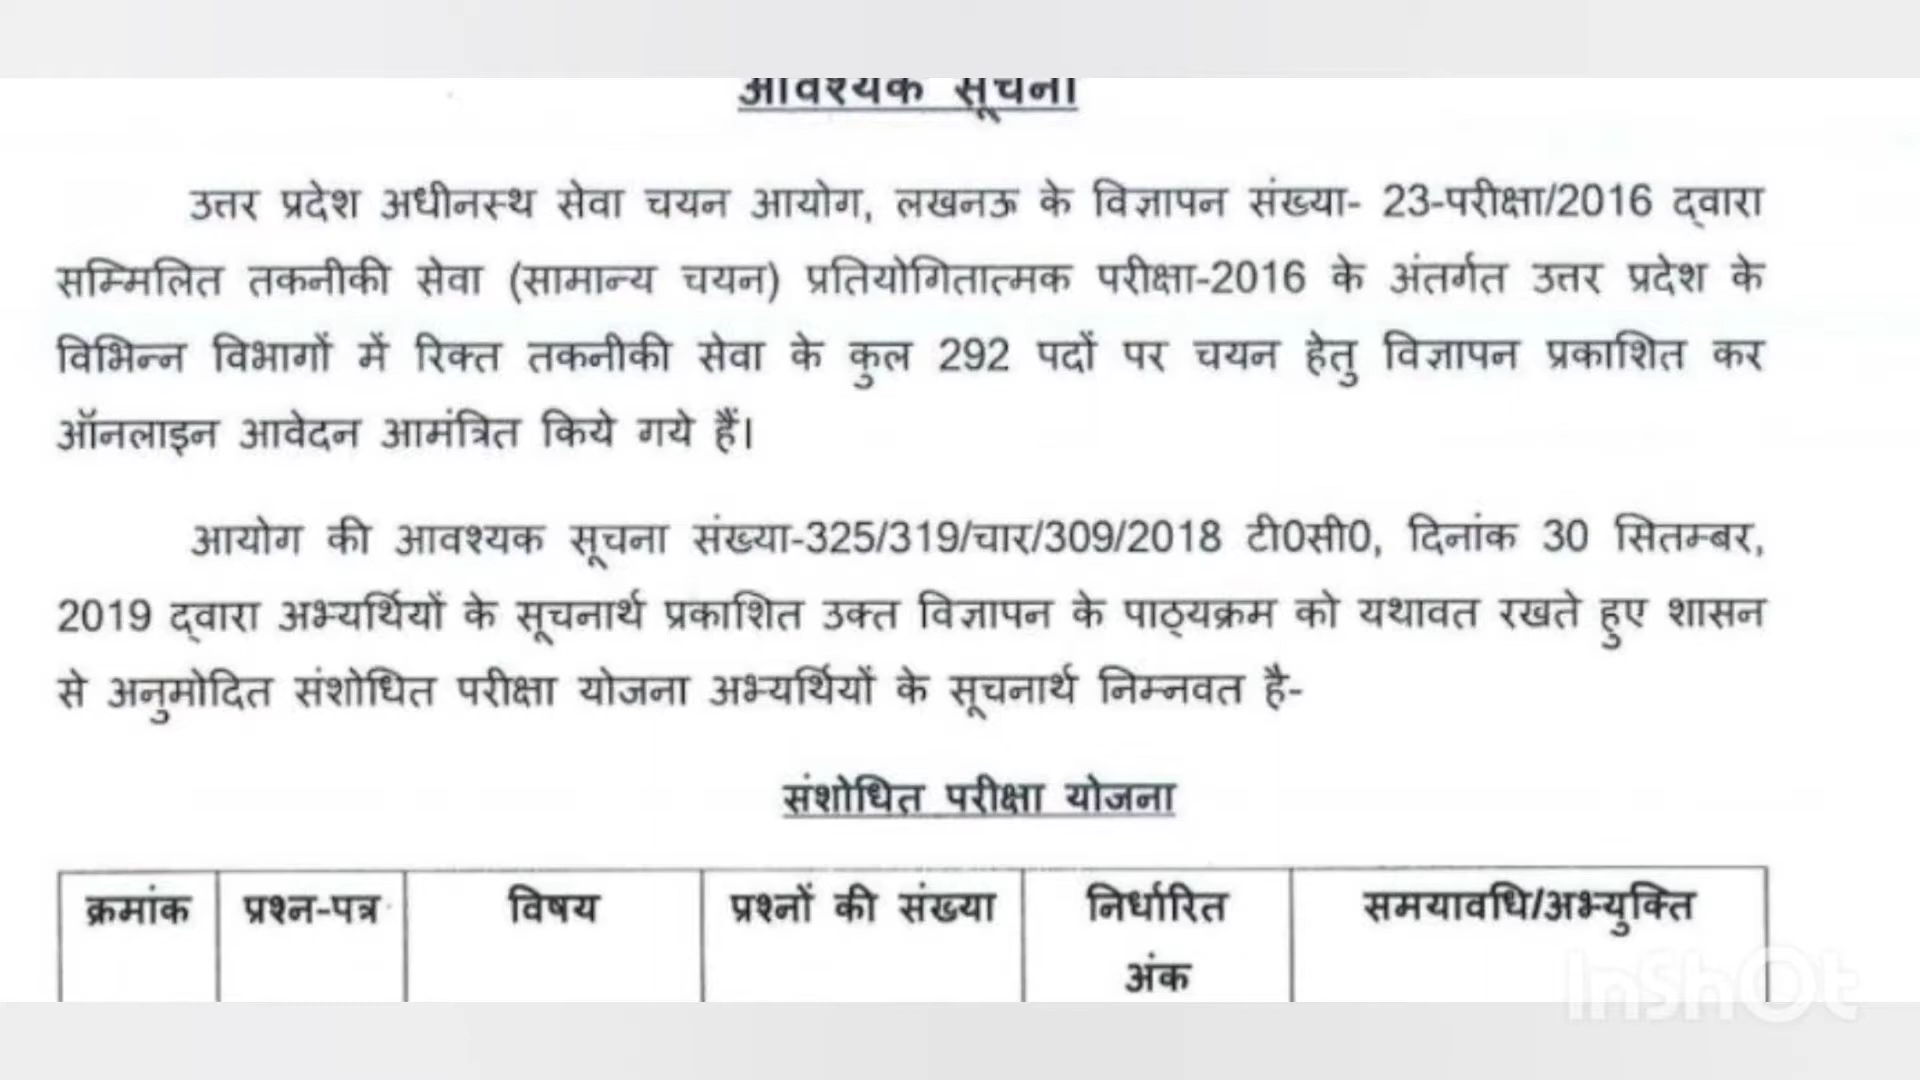 आवश्यक सूचना
उत्तर प्रदेश अधीनस्थ सेवा चयन आयोग, लखनऊ के विज्ञापन संख्या- 23-परीक्षा/2016 द्वारा
सम्मिलित तकनीकी सेवा (सामान्य चयन) प्रतियोगितात्मक परीक्षा-2016 के अंतर्गत उत्तर प्रदेश के
विभिन्न विभागों में रिक्त तकनीकी सेवा के कुल 292 पदों पर चयन हेतु विज्ञापन प्रकाशित कर
ऑनलाइन आवेदन आमंत्रित किये गये हैं।
आयोग की आवश्यक सूचना संख्या-325/319/चार/309/2018 टी0सी0, दिनांक 30 सितम्बर,
2019 द्वारा अभ्यर्थियों के सूचनार्थ प्रकाशित उक्त विज्ञापन के पाठ्यक्रम को यथावत रखते हुए शासन
से अनुमोदित संशोधित परीक्षा योजना अभ्यर्थियों के सूचनार्थ निम्नवत है-
संशोधित परीक्षा योजना
क्रमांक प्रश्न-पत्र विषय प्रश्नों की संख्या निर्धारित समयावधि/अभ्युक्ति
अंक
InShOt